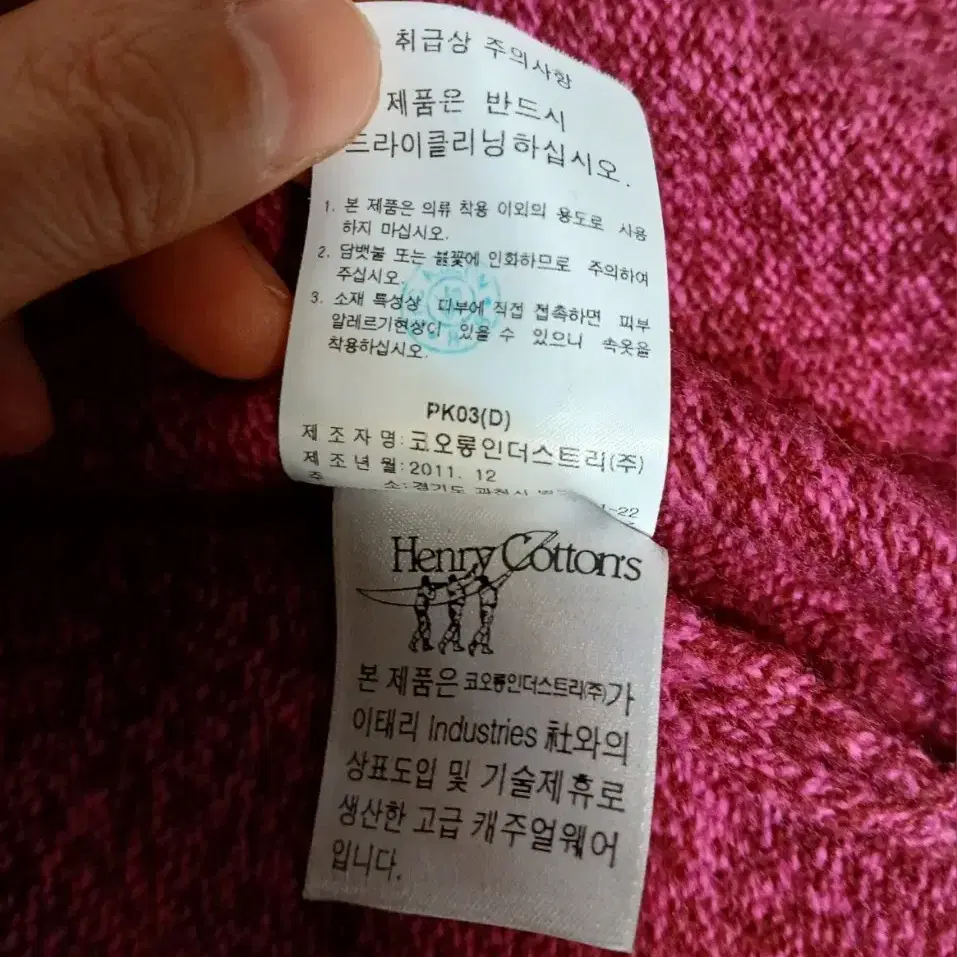 취급상 주의사항
제품은 반드시
드라이클리닝하십시오.
1. 본 제품은 의류 착용 이외의 용도로 사용
하지 마십시오.
2. 담뱃불 또는 불꽃에 인화하므로 주의하여
주십시오.
3. 소재 특성상 피부에 직접 접촉하면 피부
알레르기현상이 있을 수 있으니 속옷을
착용하십시오.
PK03(D)
제조자명:코오롱인더스트리(주)
제조년월:2011. 12
주 소:경기도 과천시
-22
Henry Cotton's
본 제품은 코오롱인더스트리(주)가
이태리 Industries 社와의
상표도입 및 기술제휴로
생산한 고급 캐주얼웨어
입니다.